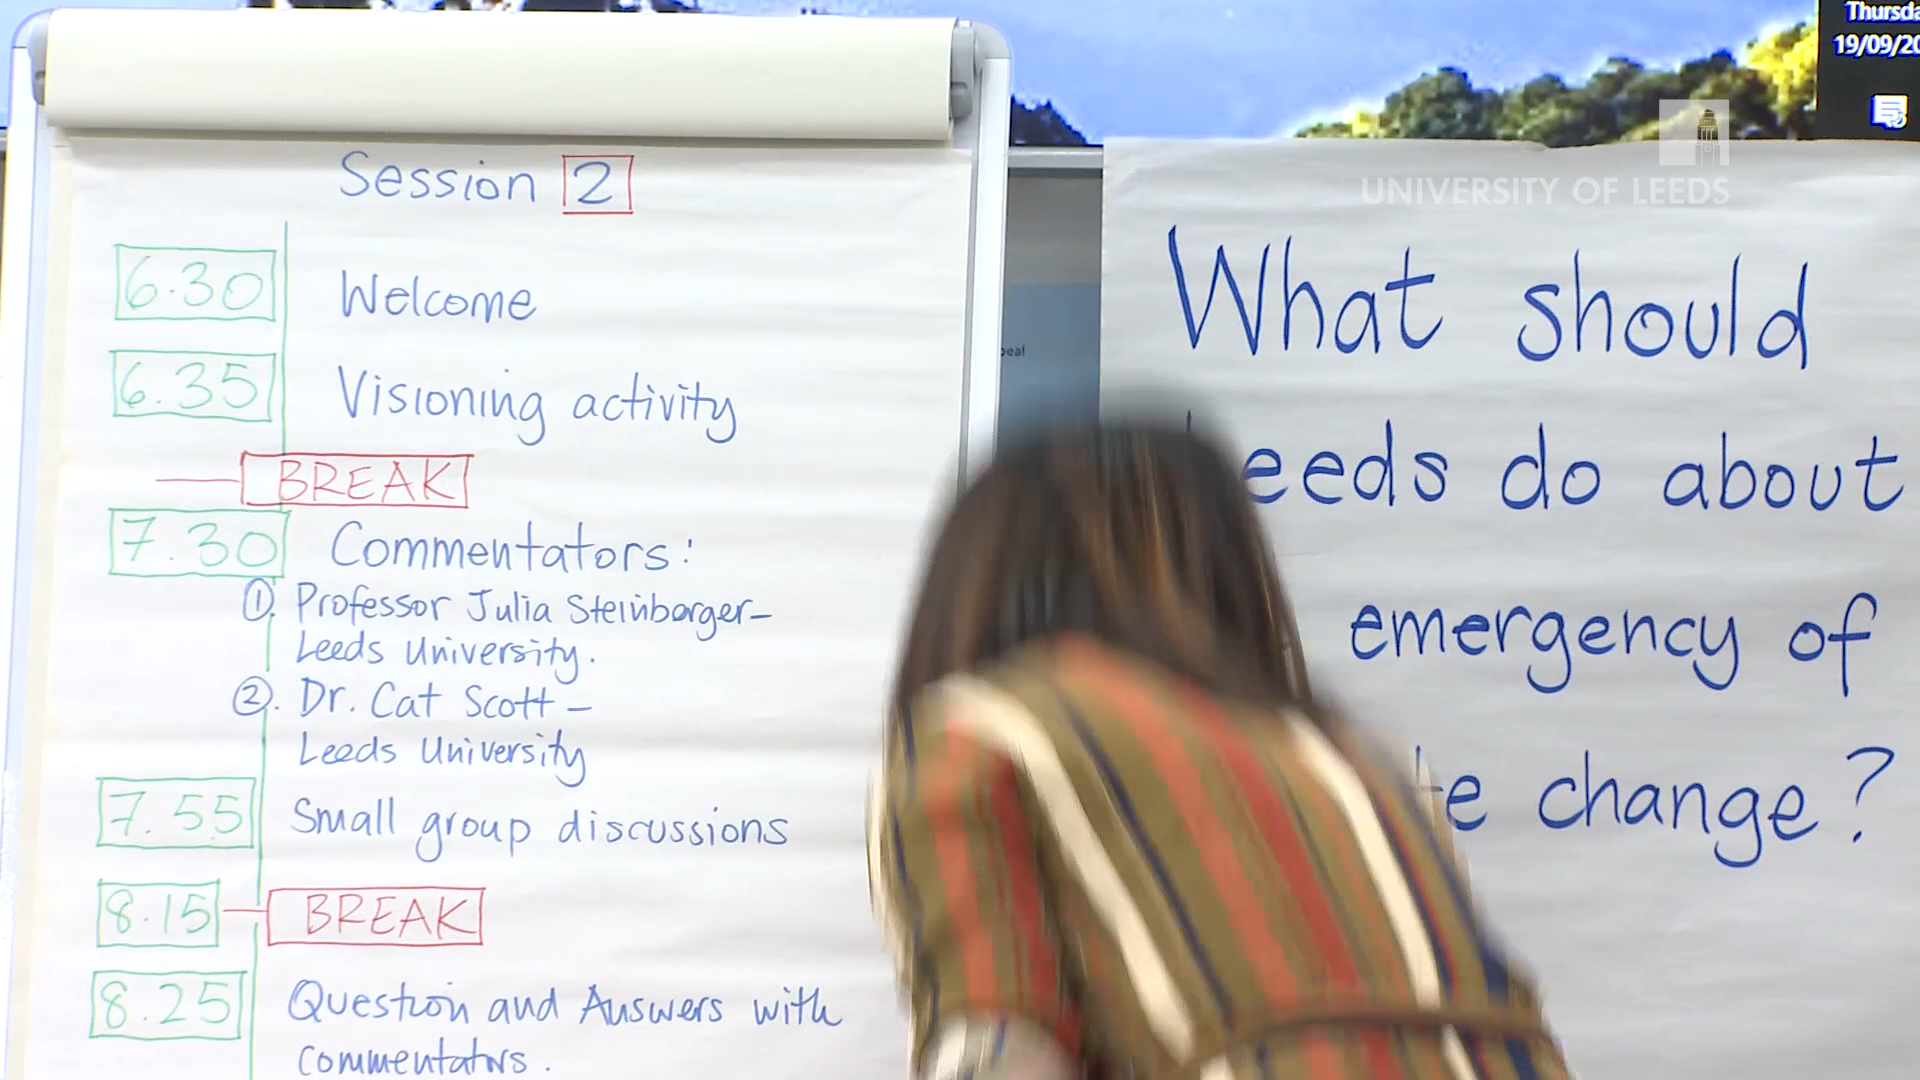 Session 2
6.30 Welcome
6.35 Visioning activity
BREAK
7.30 Commentators:
①. Professor Julia Steinberger-
Leeds University.
②. Dr. Cat Scott -
Leeds University
7.55 Small group discussions
8.15 BREAK
8.25 Question and Answers with
commentators.
What should
eeds do about
emergency of
te change?
UNIVERSITY OF LEEDS
Thursda
19/09/20